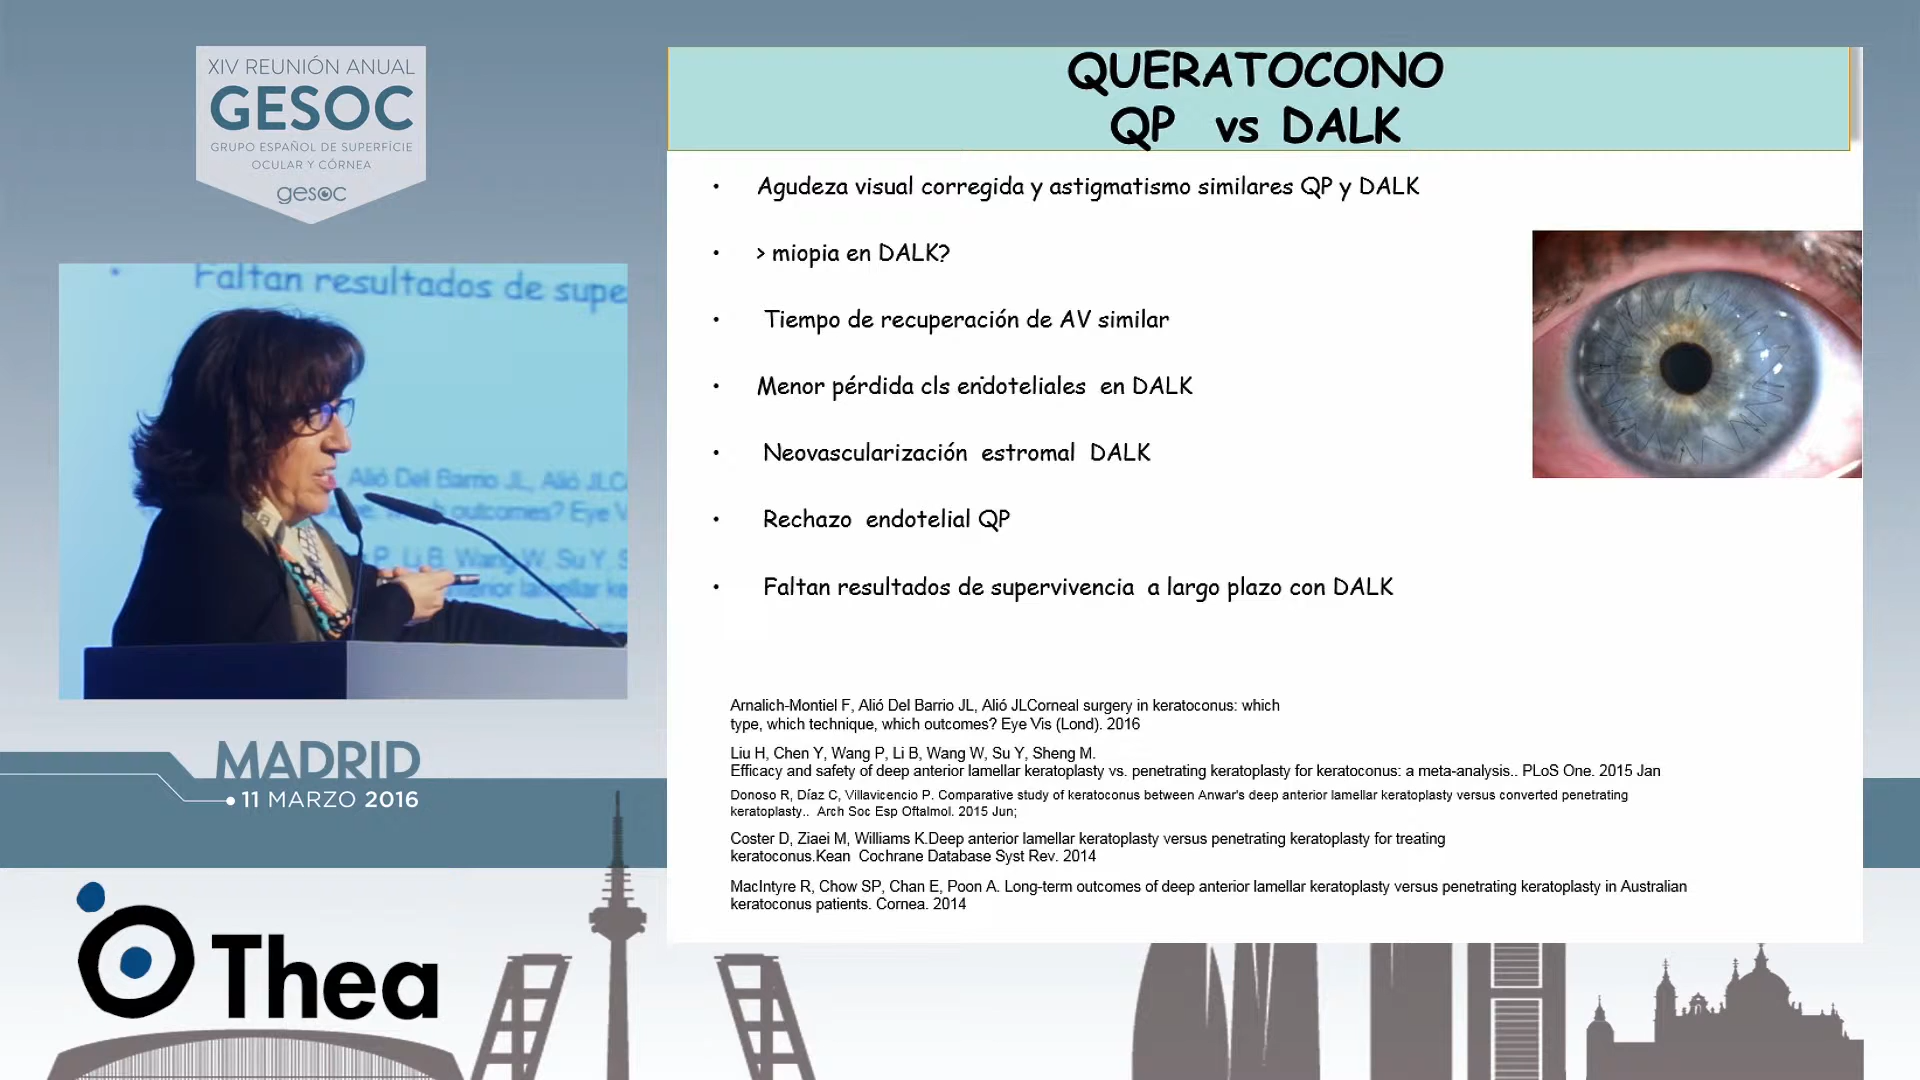 XIV REUNIÓN ANUAL
GESOC
GRUPO ESPAÑOL DE SUPERFÍCIE
OCULAR Y CÓRNEA
gesoc
Faltan resultados de supe
Alió Del Barrio JL, Alió JLC
outcomes? Eye V
P, Li B, Wang W, Su Y, S
nterior lamellar ke
MADRID
11 MARZO 2016
Thea
QUERATOCONO
QP vs DALK
• Agudeza visual corregida y astigmatismo similares QP y DALK
• > miopia en DALK?
• Tiempo de recuperación de AV similar
• Menor pérdida cls endoteliales en DALK
• Neovascularización estromal DALK
• Rechazo endotelial QP
• Faltan resultados de supervivencia a largo plazo con DALK
Arnalich-Montiel F, Alió Del Barrio JL, Alió JLCorneal surgery in keratoconus: which
type, which technique, which outcomes? Eye Vis (Lond). 2016
Liu H, Chen Y, Wang P, Li B, Wang W, Su Y, Sheng M.
Efficacy and safety of deep anterior lamellar keratoplasty vs. penetrating keratoplasty for keratoconus: a meta-analysis.. PLoS One. 2015 Jan
Donoso R, Díaz C, Villavicencio P. Comparative study of keratoconus between Anwar's deep anterior lamellar keratoplasty versus converted penetrating
keratoplasty.. Arch Soc Esp Oftalmol. 2015 Jun;
Coster D, Ziaei M, Williams K.Deep anterior lamellar keratoplasty versus penetrating keratoplasty for treating
keratoconus.Kean Cochrane Database Syst Rev. 2014
MacIntyre R, Chow SP, Chan E, Poon A. Long-term outcomes of deep anterior lamellar keratoplasty versus penetrating keratoplasty in Australian
keratoconus patients. Cornea. 2014